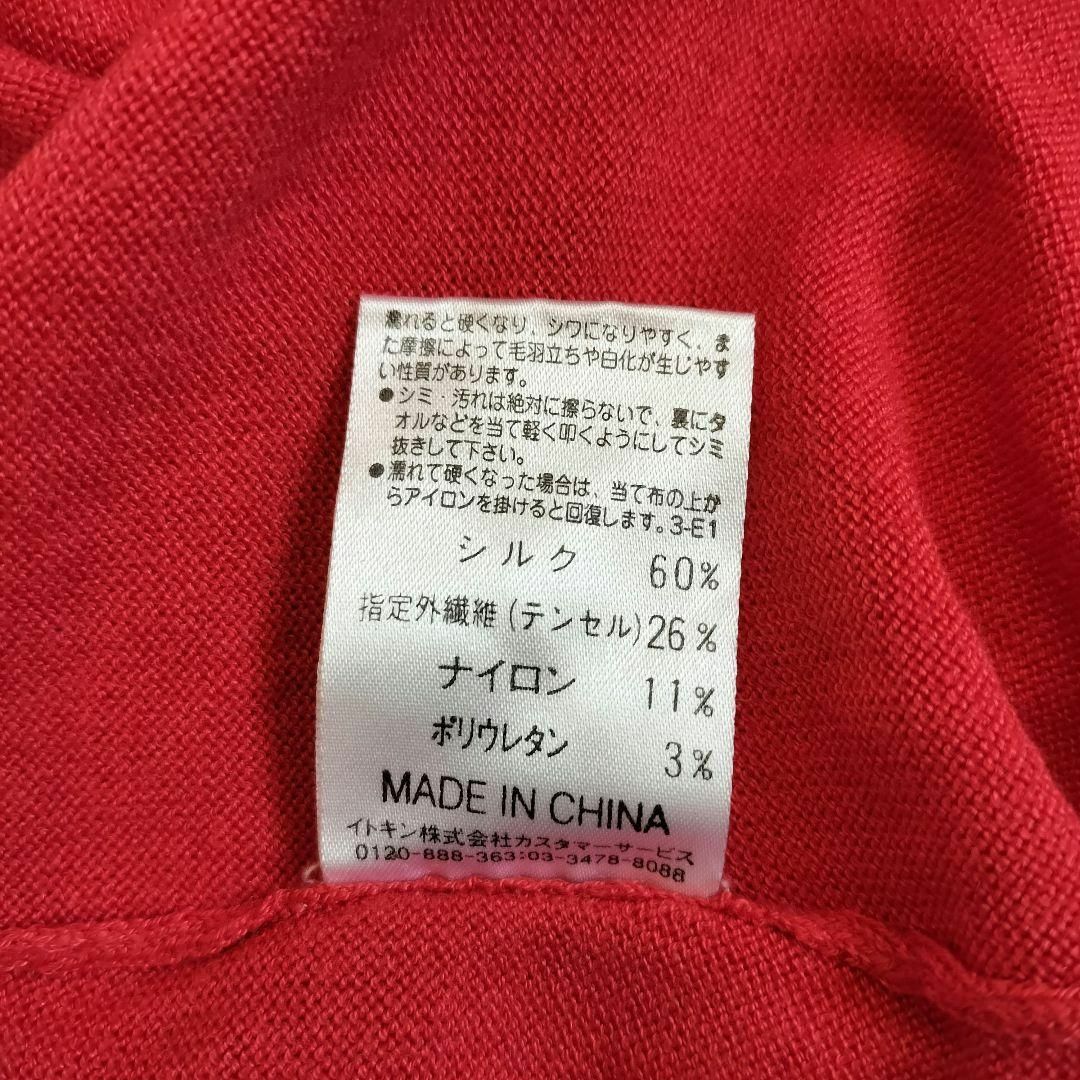 濡れると硬くなり、シワになりやすく、ま
た摩擦によって毛羽立ちや白化が生じやす
い性質があります。
●シミ・汚れは絶対に擦らないで、裏にタ
オルなどを当て軽く叩くようにしてシミ
抜きして下さい。
●濡れて硬くなった場合は、当て布の上か
らアイロンを掛けると回復します。3-E1
シルク 60%
指定外繊維(テンセル)26%
ナイロン 11%
ポリウレタン 3%
MADE IN CHINA
イトキン株式会社カスタマーサービス
0120-888-363:03-3478-8088